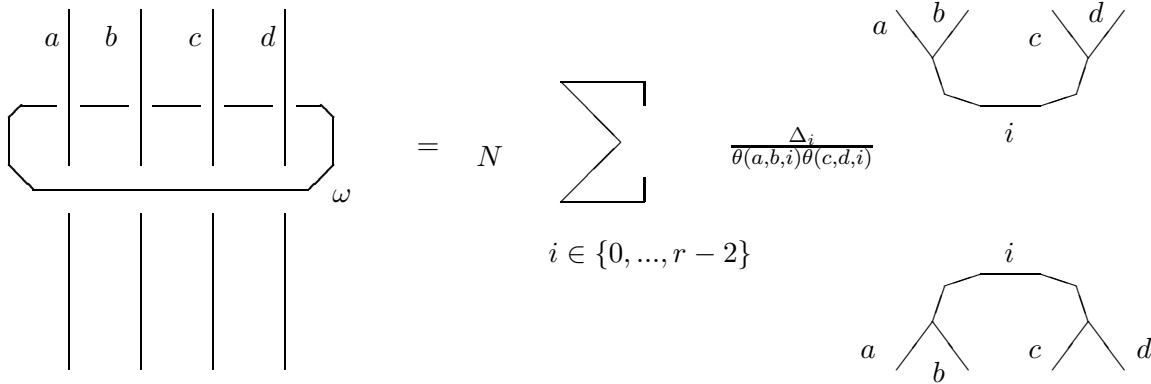 a b c d
a b c d
i
= N ∑ Δ_i / θ(a,b,i)θ(c,d,i)
ω
i ∈ {0, ..., r − 2}
i
a b c d